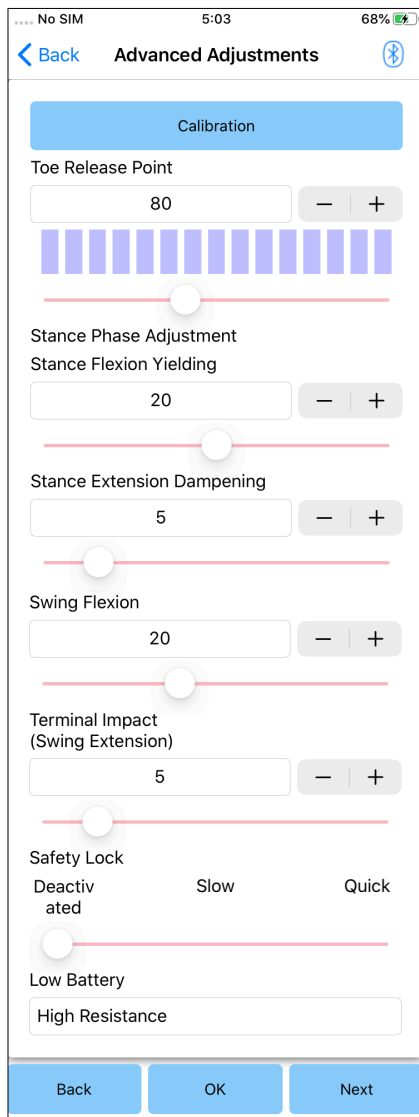 No SIM 5:03 68%
Back Advanced Adjustments
Calibration
Toe Release Point
80 − +
Stance Phase Adjustment
Stance Flexion Yielding
20 − +
Stance Extension Dampening
5 − +
Swing Flexion
20 − +
Terminal Impact
(Swing Extension)
5 − +
Safety Lock
Deactiv Slow Quick
ated
Low Battery
High Resistance
Back OK Next